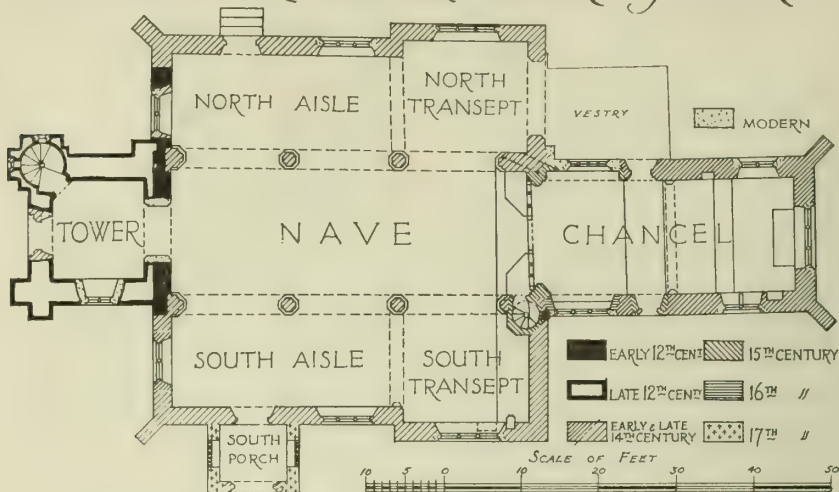 NORTH AISLE
NORTH TRANSEPT
VESTRY
MODERN
TOWER
NAVE
CHANCEL
SOUTH AISLE
SOUTH TRANSEPT
SOUTH PORCH
EARLY 12TH CENT
LATE 12TH CENTY
EARLY & LATE
14TH CENTURY
15TH CENTURY
16TH "
17TH "
SCALE OF FEET
10 5 0 10 20 30 40 50